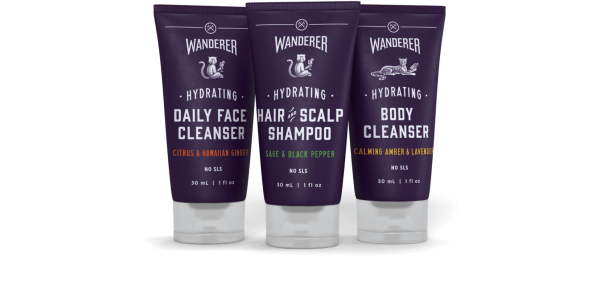 WANDERER
· HYDRATING ·
DAILY FACE
CLEANSER
CITRUS & HAWAIIAN GINGER
NO SLS
30 mL | 1 fl oz
WANDERER
· HYDRATING ·
HAIR & SCALP
SHAMPOO
SAGE & BLACK PEPPER
NO SLS
30 mL | 1 fl oz
WANDERER
· HYDRATING ·
BODY
CLEANSER
CALMING AMBER & LAVENDER
NO SLS
30 mL | 1 fl oz